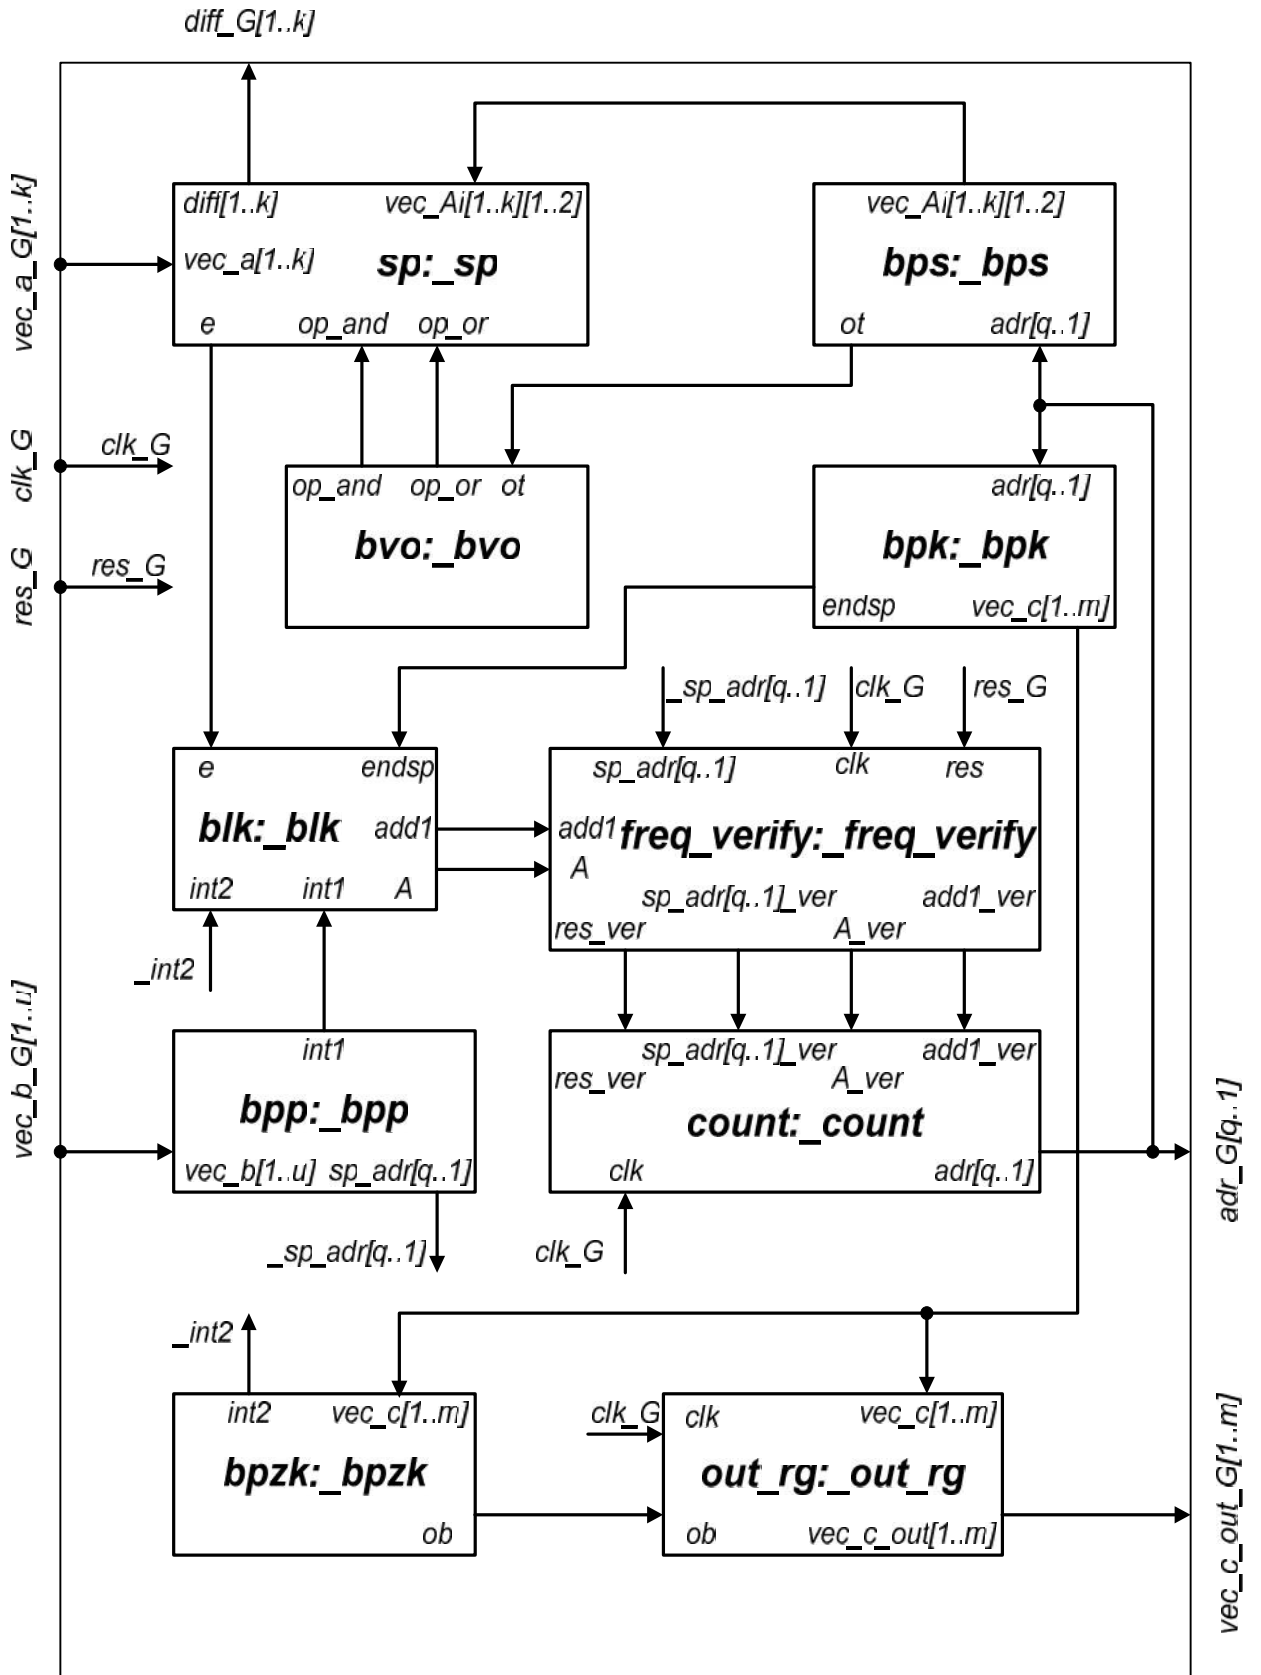 diff_G[1..k]
vec_a_G[1..k]
diff[1..k] vec_Ai[1..k][1..2]
vec_a[1..k] sp:_sp
e op_and op_or
vec_Ai[1..k][1..2]
bps:_bps
ot adr[q..1]
clk_G
clk_G
res_G
res_G
op_and op_or ot
bvo:_bvo
adr[q..1]
bpk:_bpk
endsp vec_c[1..m]
_sp_adr[q..1] clk_G res_G
e endsp
blk:_blk add1
int2 int1 A
sp_adr[q..1] clk res
add1 freq_verify:_freq_verify
A
sp_adr[q..1]_ver add1_ver
res_ver A_ver
_int2
vec_b_G[1..u]
int1
bpp:_bpp
vec_b[1..u] sp_adr[q..1]
sp_adr[q..1]_ver add1_ver
res_ver A_ver
count:_count
clk adr[q..1]
adr_G[q..1]
_sp_adr[q..1]
clk_G
_int2
int2 vec_c[1..m]
bpzk:_bpzk
ob
clk_G
clk vec_c[1..m]
out_rg:_out_rg
ob vec_c_out[1..m]
vec_c_out_G[1..m]